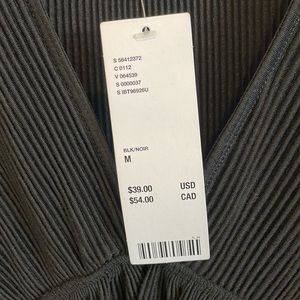 S 56412372
C 0112
V 064539
S 0000037
S IBT96926U
BLK/NOIR
M
$39.00 USD
$54.00 CAD